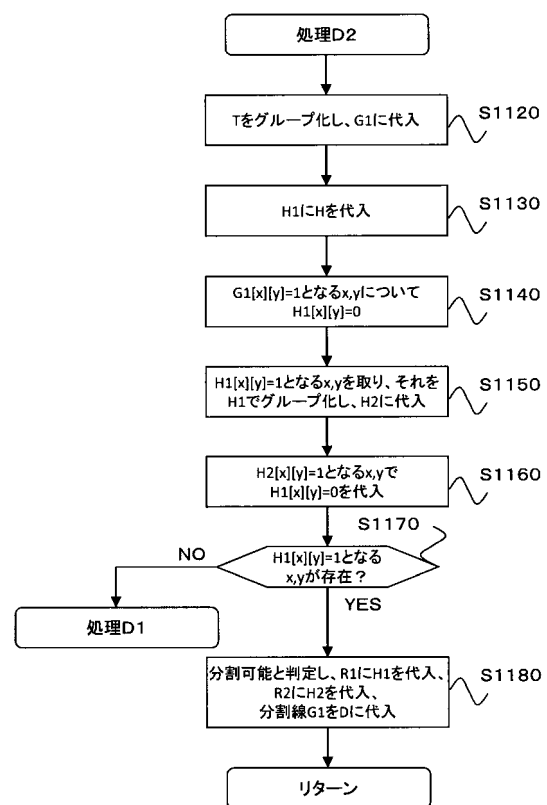 処理D2
Tをグループ化し、G1に代入
S1120
H1にHを代入
S1130
G1[x][y]=1となるx,yについて
H1[x][y]=0
S1140
H1[x][y]=1となるx,yを取り、それを
H1でグループ化し、H2に代入
S1150
H2[x][y]=1となるx,yで
H1[x][y]=0を代入
S1160
S1170
H1[x][y]=1となる
x,yが存在？
NO
YES
処理D1
分割可能と判定し、R1にH1を代入、
R2にH2を代入、
分割線G1をDに代入
S1180
リターン